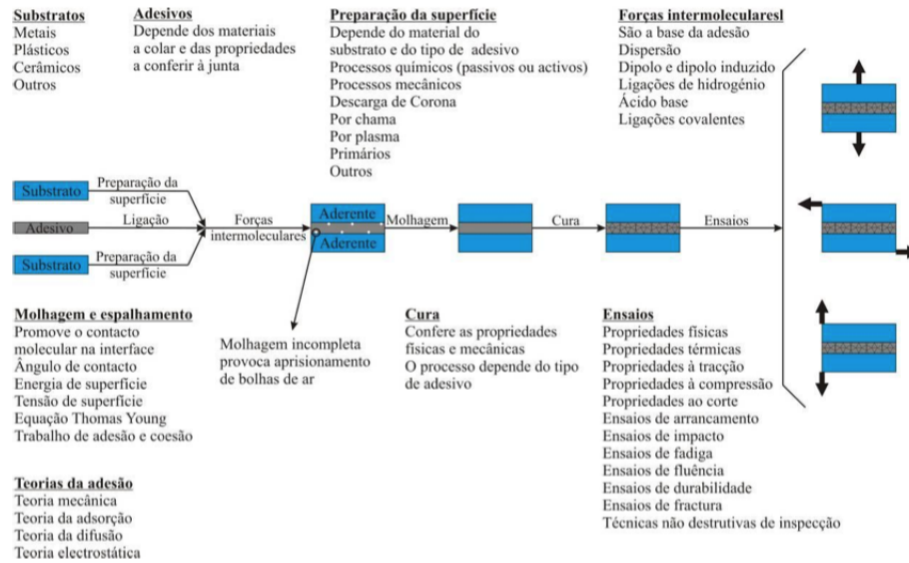 Substratos
Metais
Plásticos
Cerâmicos
Outros
Adesivos
Depende dos materiais
a colar e das propriedades
a conferir à junta
Preparação da superfície
Depende do material do
substrato e do tipo de adesivo
Processos químicos (passivos ou activos)
Processos mecânicos
Descarga de Corona
Por chama
Por plasma
Primários
Outros
Forças intermolecularesl
São a base da adesão
Dispersão
Dipolo e dipolo induzido
Ligações de hidrogénio
Ácido base
Ligações covalentes
Substrato
Preparação da
superfície
Adesivo
Ligação
Substrato
Preparação da
superfície
Forças
intermoleculares
Aderente
Aderente
Molhagem
Cura
Ensaios
Molhagem e espalhamento
Promove o contacto
molecular na interface
Ângulo de contacto
Energia de superfície
Tensão de superfície
Equação Thomas Young
Trabalho de adesão e coesão
Molhagem incompleta
provoca aprisionamento
de bolhas de ar
Cura
Confere as propriedades
físicas e mecânicas
O processo depende do tipo
de adesivo
Ensaios
Propriedades físicas
Propriedades térmicas
Propriedades à tracção
Propriedades à compressão
Propriedades ao corte
Ensaios de arrancamento
Ensaios de impacto
Ensaios de fadiga
Ensaios de fluência
Ensaios de durabilidade
Ensaios de fractura
Técnicas não destrutivas de inspecção
Teorias da adesão
Teoria mecânica
Teoria da adsorção
Teoria da difusão
Teoria electrostática